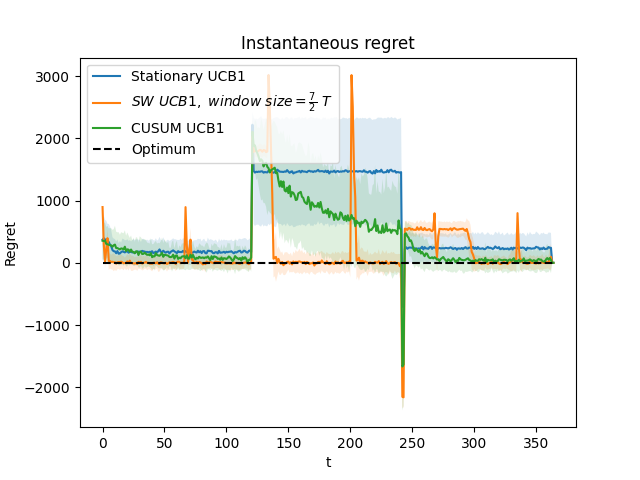 Instantaneous regret
Stationary UCB1
SW UCB1, window size = 7/2 T
CUSUM UCB1
Optimum
3000
2000
1000
0
−1000
−2000
Regret
0 50 100 150 200 250 300 350
t